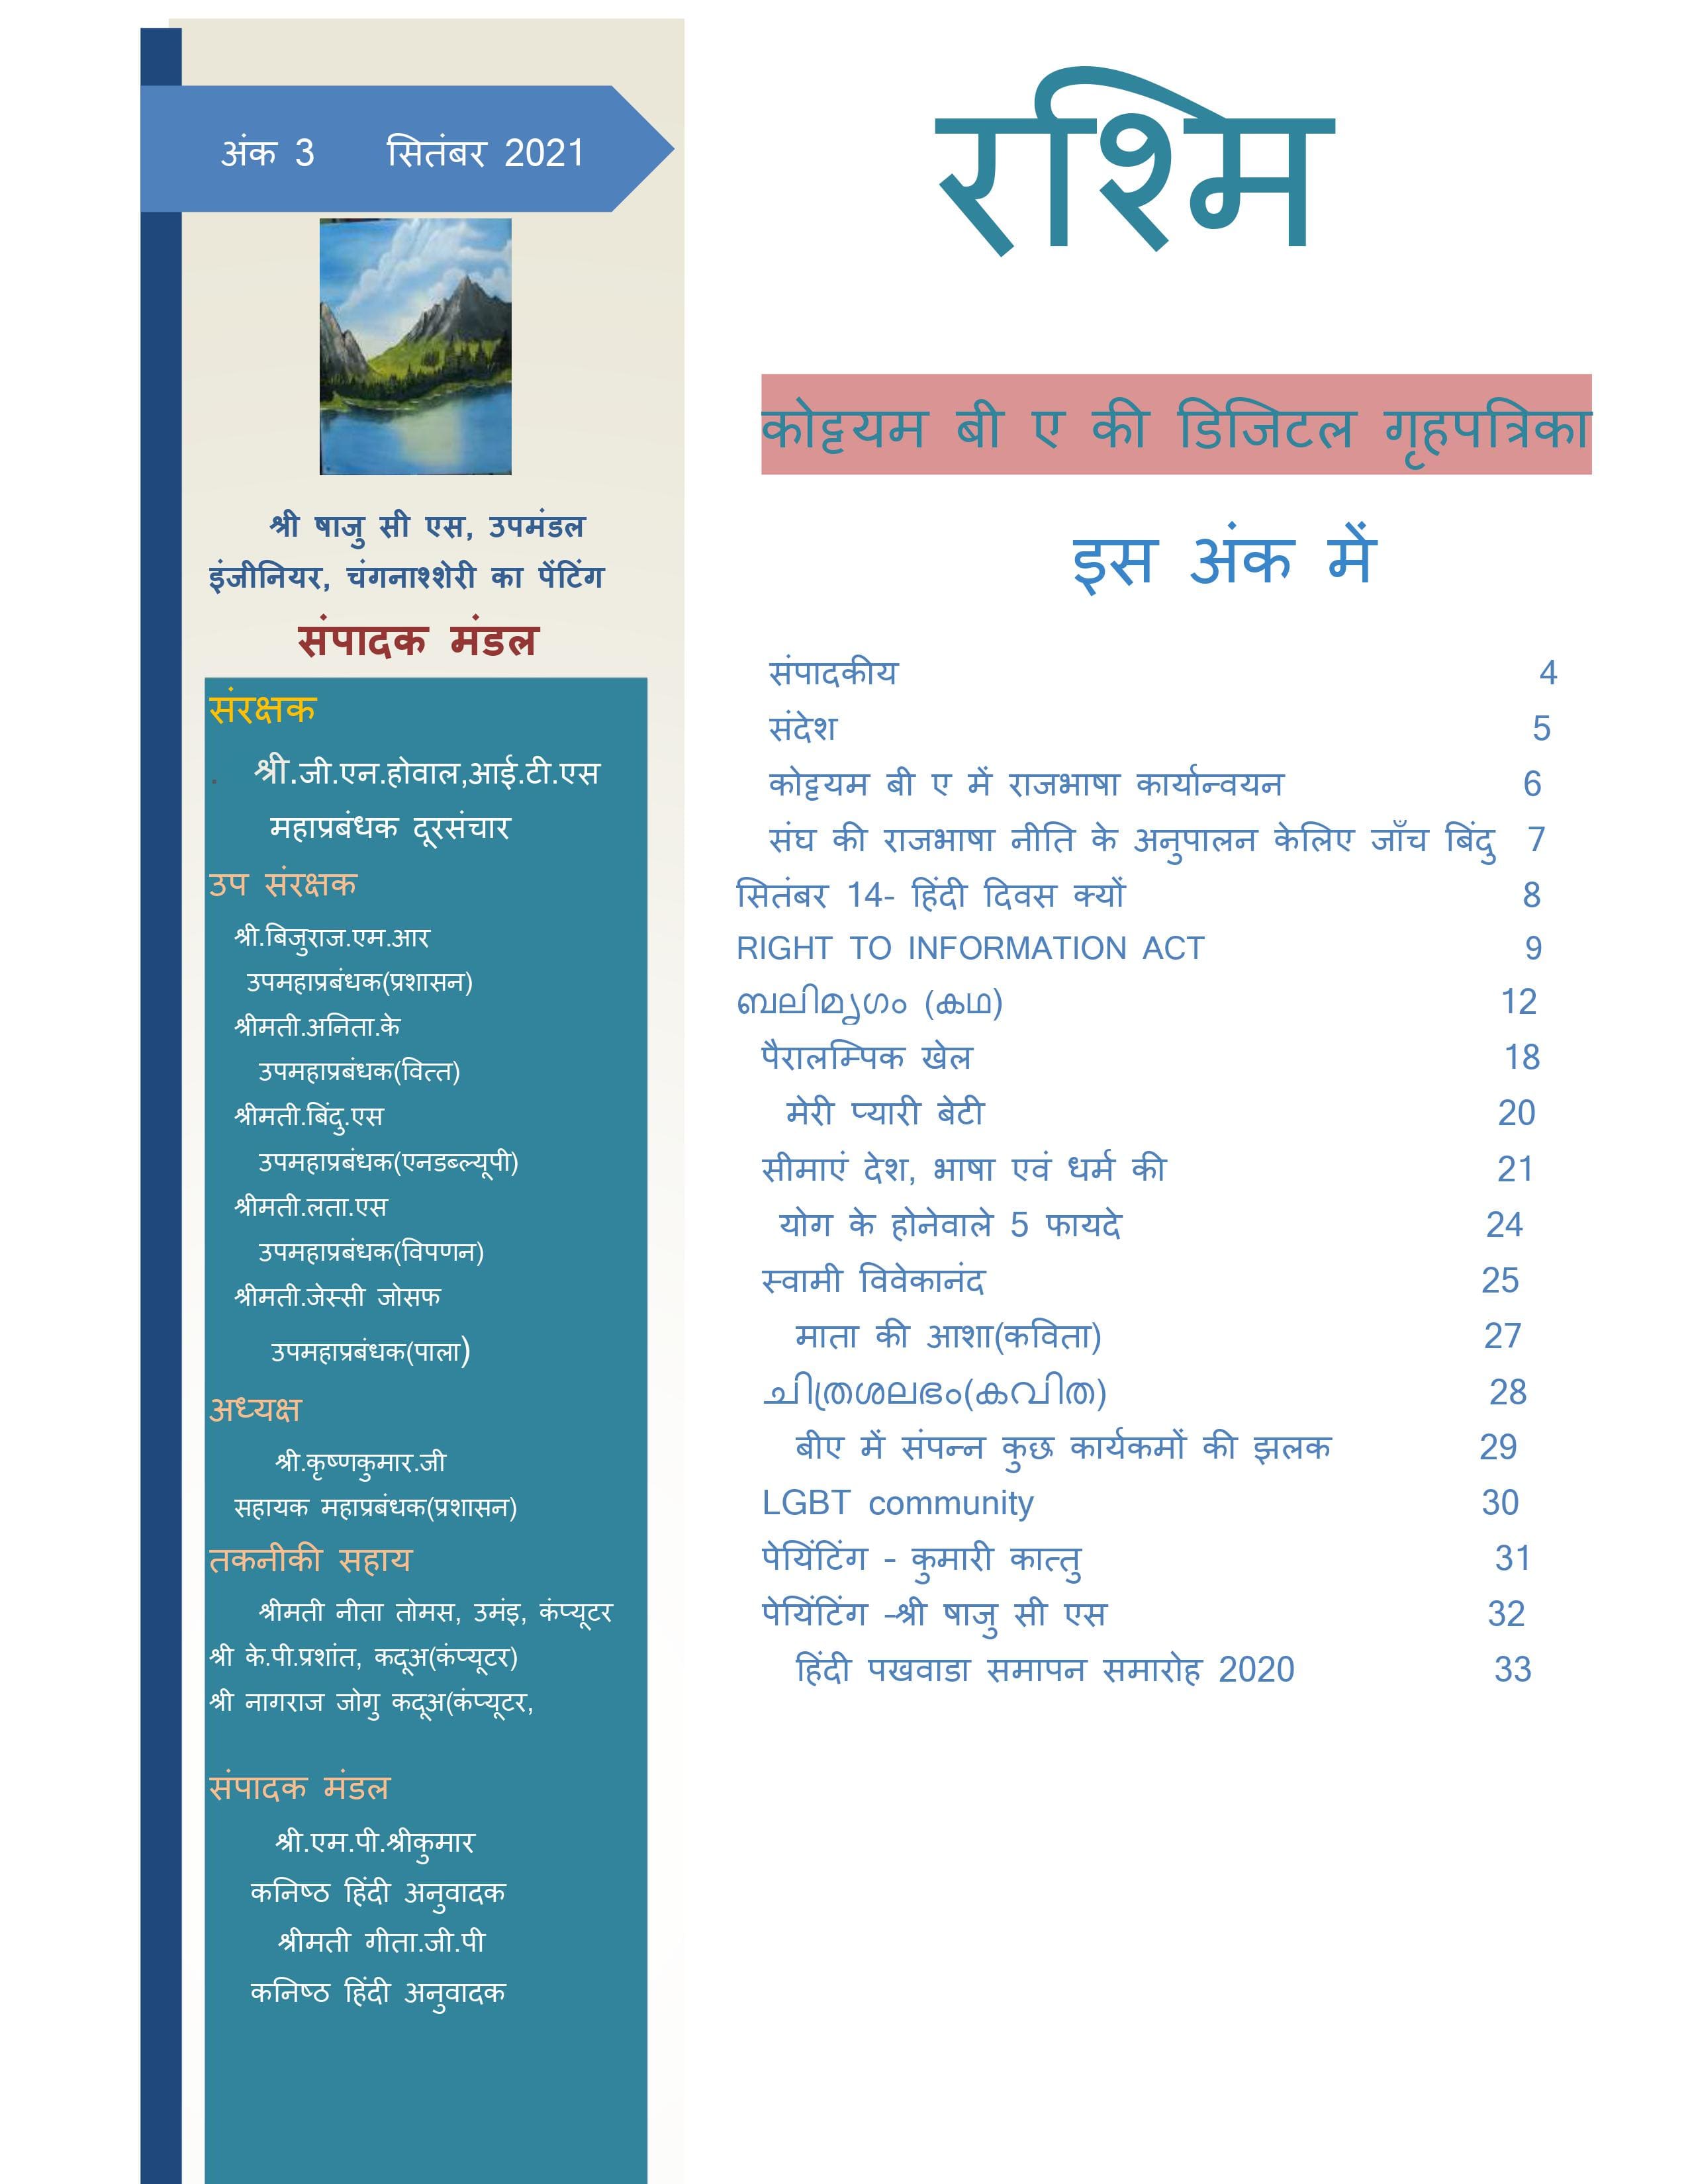 अंक 3 सितंबर 2021
श्री षाजु सी एस, उपमंडल
इंजीनियर, चंगनाश्शेरी का पेंटिंग
संपादक मंडल
संरक्षक
. श्री.जी.एन.होवाल,आई.टी.एस
महाप्रबंधक दूरसंचार
उप संरक्षक
श्री.बिजुराज.एम.आर
उपमहाप्रबंधक(प्रशासन)
श्रीमती.अनिता.के
उपमहाप्रबंधक(वित्त)
श्रीमती.बिंदु.एस
उपमहाप्रबंधक(एनडब्ल्यूपी)
श्रीमती.लता.एस
उपमहाप्रबंधक(विपणन)
श्रीमती.जेस्सी जोसफ
उपमहाप्रबंधक(पाला)
अध्यक्ष
श्री.कृष्णकुमार.जी
सहायक महाप्रबंधक(प्रशासन)
तकनीकी सहाय
श्रीमती नीता तोमस, उमंइ, कंप्यूटर
श्री के.पी.प्रशांत, कदूअ(कंप्यूटर)
श्री नागराज जोगु कदूअ(कंप्यूटर,
संपादक मंडल
श्री.एम.पी.श्रीकुमार
कनिष्ठ हिंदी अनुवादक
श्रीमती गीता.जी.पी
कनिष्ठ हिंदी अनुवादक
रश्मि
कोट्टयम बी ए की डिजिटल गृहपत्रिका
इस अंक में
संपादकीय 4
संदेश 5
कोट्टयम बी ए में राजभाषा कार्यान्वयन 6
संघ की राजभाषा नीति के अनुपालन केलिए जाँच बिंदु 7
सितंबर 14- हिंदी दिवस क्यों 8
RIGHT TO INFORMATION ACT 9
ബലിമൃഗം (കഥ) 12
पैरालम्पिक खेल 18
मेरी प्यारी बेटी 20
सीमाएं देश, भाषा एवं धर्म की 21
योग के होनेवाले 5 फायदे 24
स्वामी विवेकानंद 25
माता की आशा(कविता) 27
ചിത്രശലഭം(കവിത) 28
बीए में संपन्न कुछ कार्यकमों की झलक 29
LGBT community 30
पेयिंटिंग - कुमारी कात्तु 31
पेयिंटिंग –श्री षाजु सी एस 32
हिंदी पखवाडा समापन समारोह 2020 33